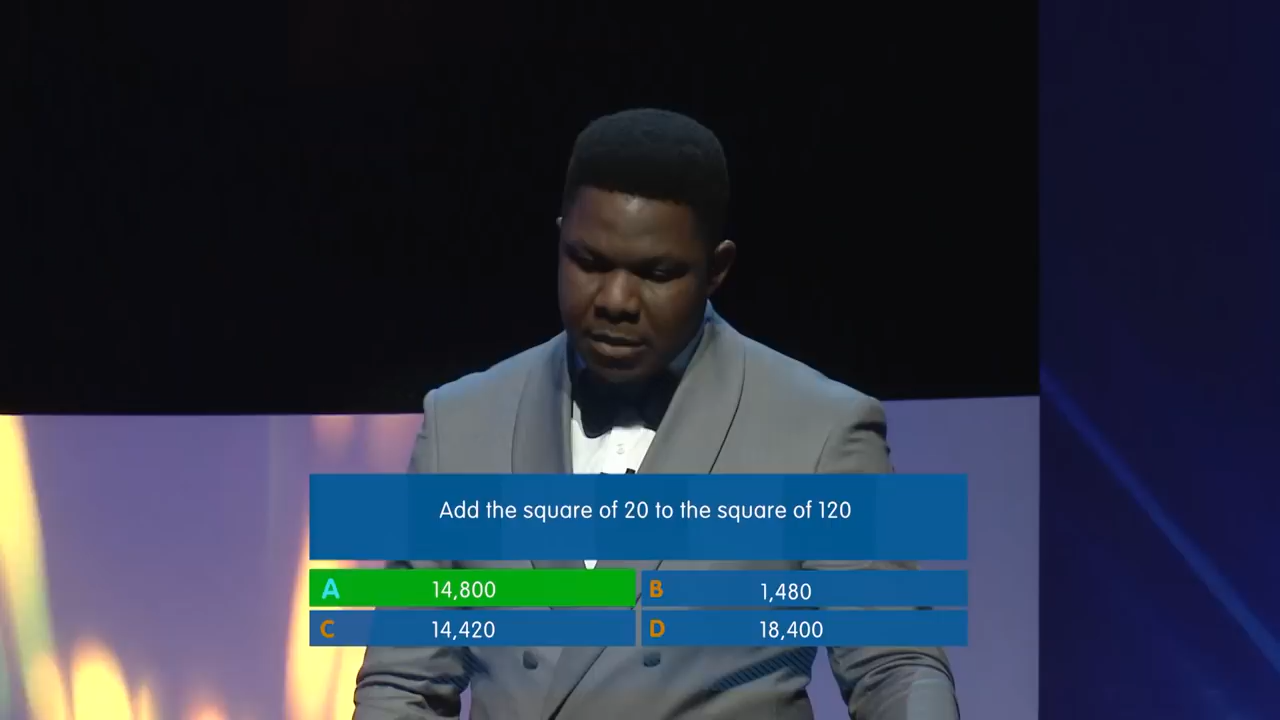 Add the square of 20 to the square of 120
A 14,800
B 1,480
C 14,420
D 18,400